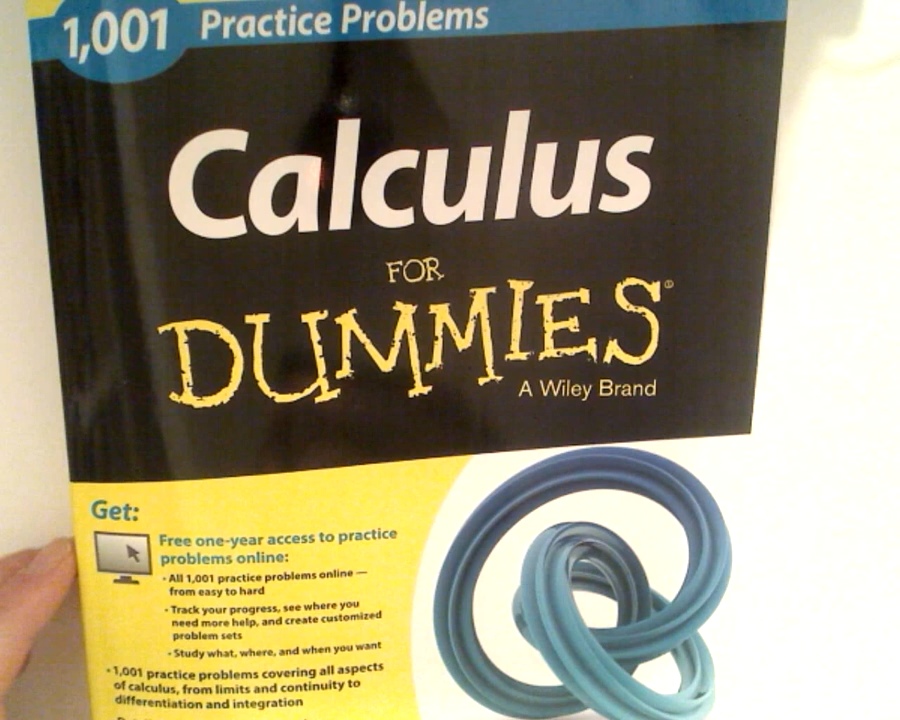 1,001 Practice Problems
Calculus
FOR
DUMMIES®
A Wiley Brand
Get:
Free one-year access to practice
problems online:
• All 1,001 practice problems online —
from easy to hard
• Track your progress, see where you
need more help, and create customized
problem sets
• Study what, where, and when you want
• 1,001 practice problems covering all aspects
of calculus, from limits and continuity to
differentiation and integration